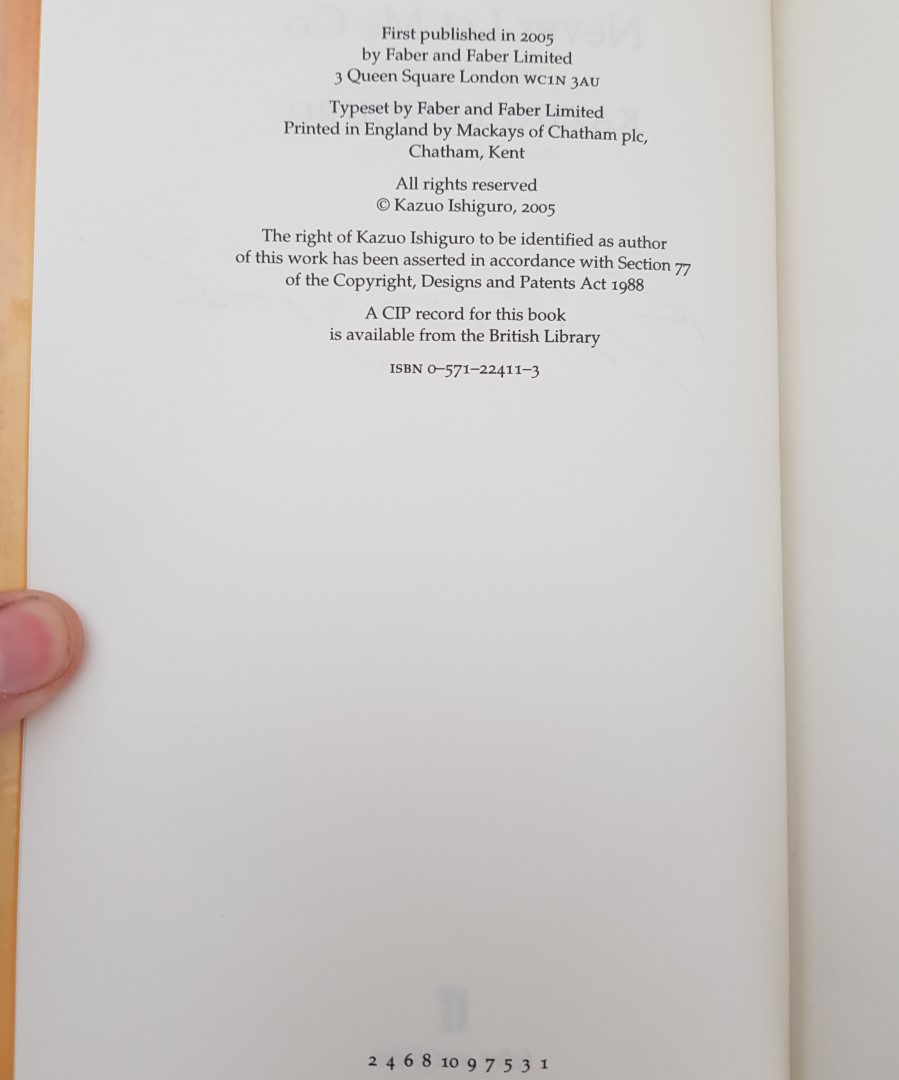 First published in 2005
by Faber and Faber Limited
3 Queen Square London WC1N 3AU
Typeset by Faber and Faber Limited
Printed in England by Mackays of Chatham plc,
Chatham, Kent
All rights reserved
© Kazuo Ishiguro, 2005
The right of Kazuo Ishiguro to be identified as author
of this work has been asserted in accordance with Section 77
of the Copyright, Designs and Patents Act 1988
A CIP record for this book
is available from the British Library
ISBN 0–571–22411–3
2 4 6 8 10 9 7 5 3 1